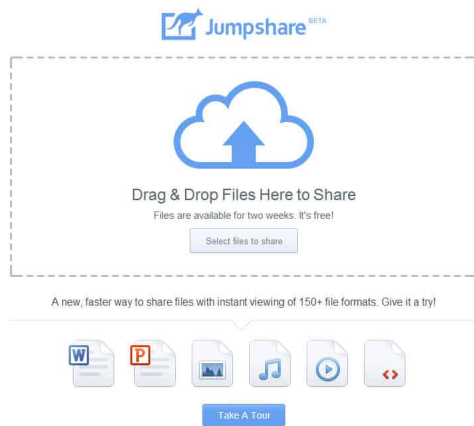 Jumpshare BETA
Drag & Drop Files Here to Share
Files are available for two weeks. It's free!
Select files to share
A new, faster way to share files with instant viewing of 150+ file formats. Give it a try!
W P
Take A Tour